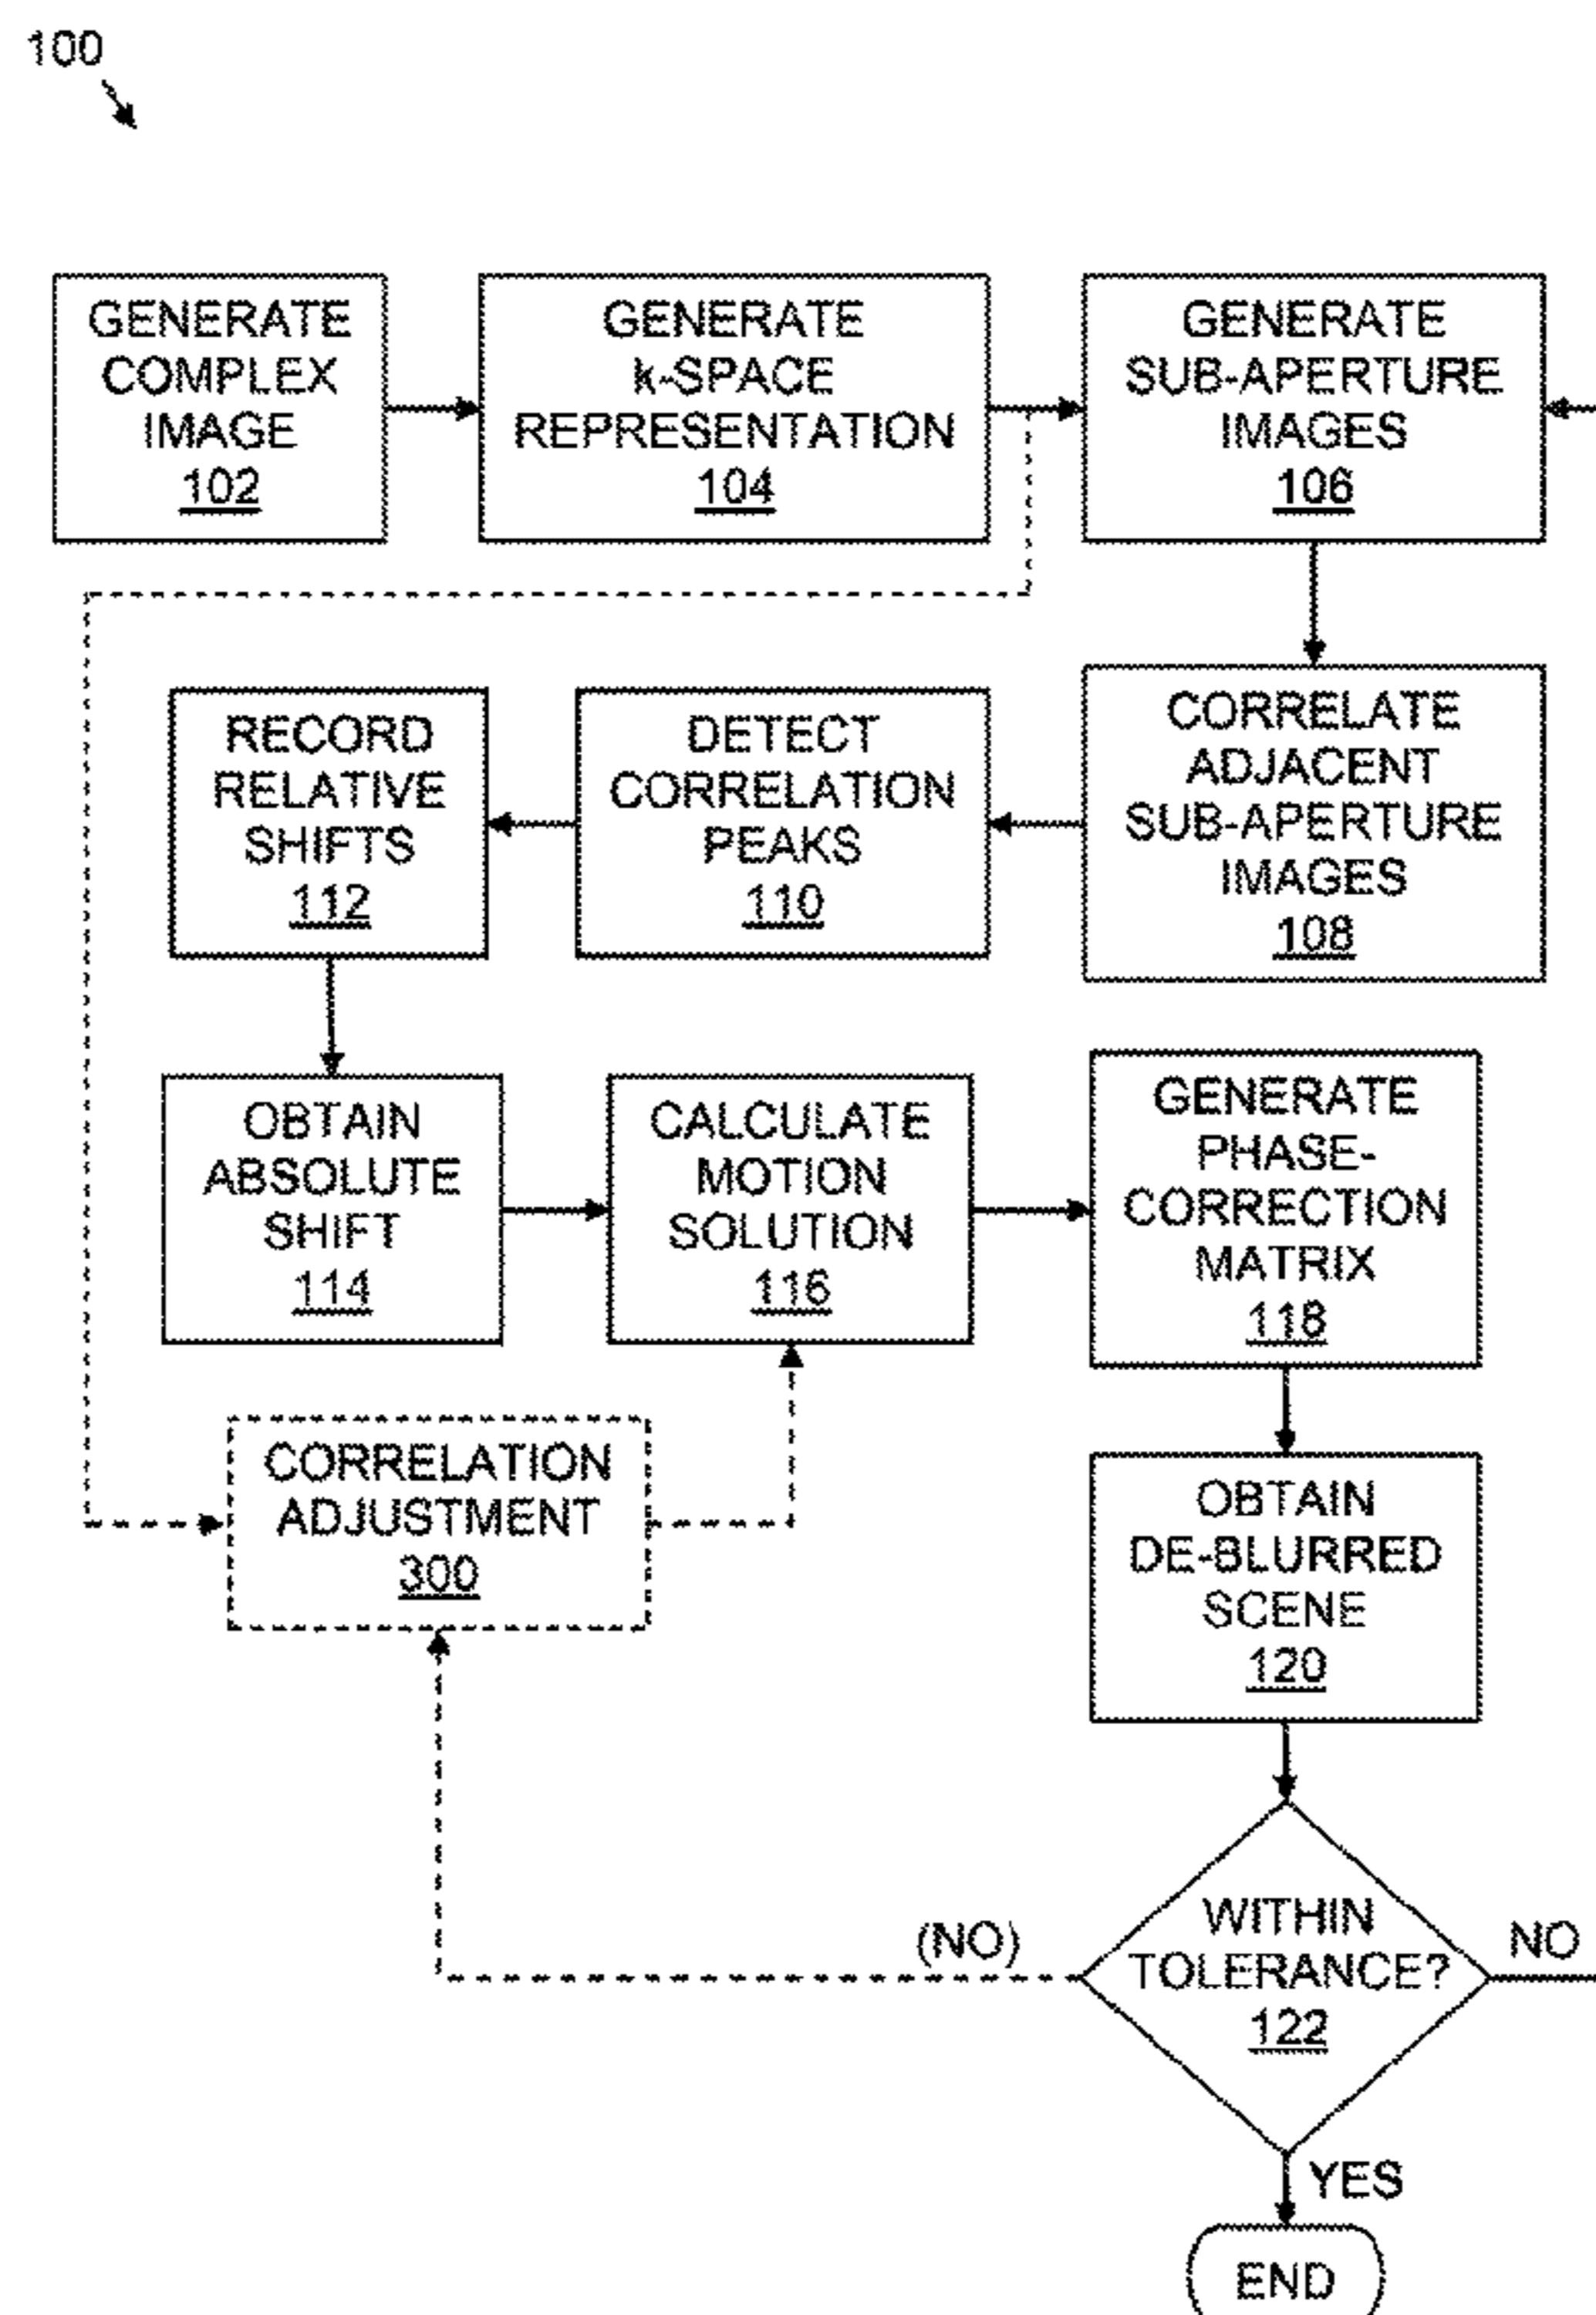 100
GENERATE
COMPLEX
IMAGE
102
GENERATE
k-SPACE
REPRESENTATION
104
GENERATE
SUB-APERTURE
IMAGES
106
CORRELATE
ADJACENT
SUB-APERTURE
IMAGES
108
DETECT
CORRELATION
PEAKS
110
RECORD
RELATIVE
SHIFTS
112
OBTAIN
ABSOLUTE
SHIFT
114
CALCULATE
MOTION
SOLUTION
116
GENERATE
PHASE-
CORRECTION
MATRIX
118
CORRELATION
ADJUSTMENT
300
OBTAIN
DE-BLURRED
SCENE
120
(NO)
WITHIN
TOLERANCE?
122
NO
YES
END